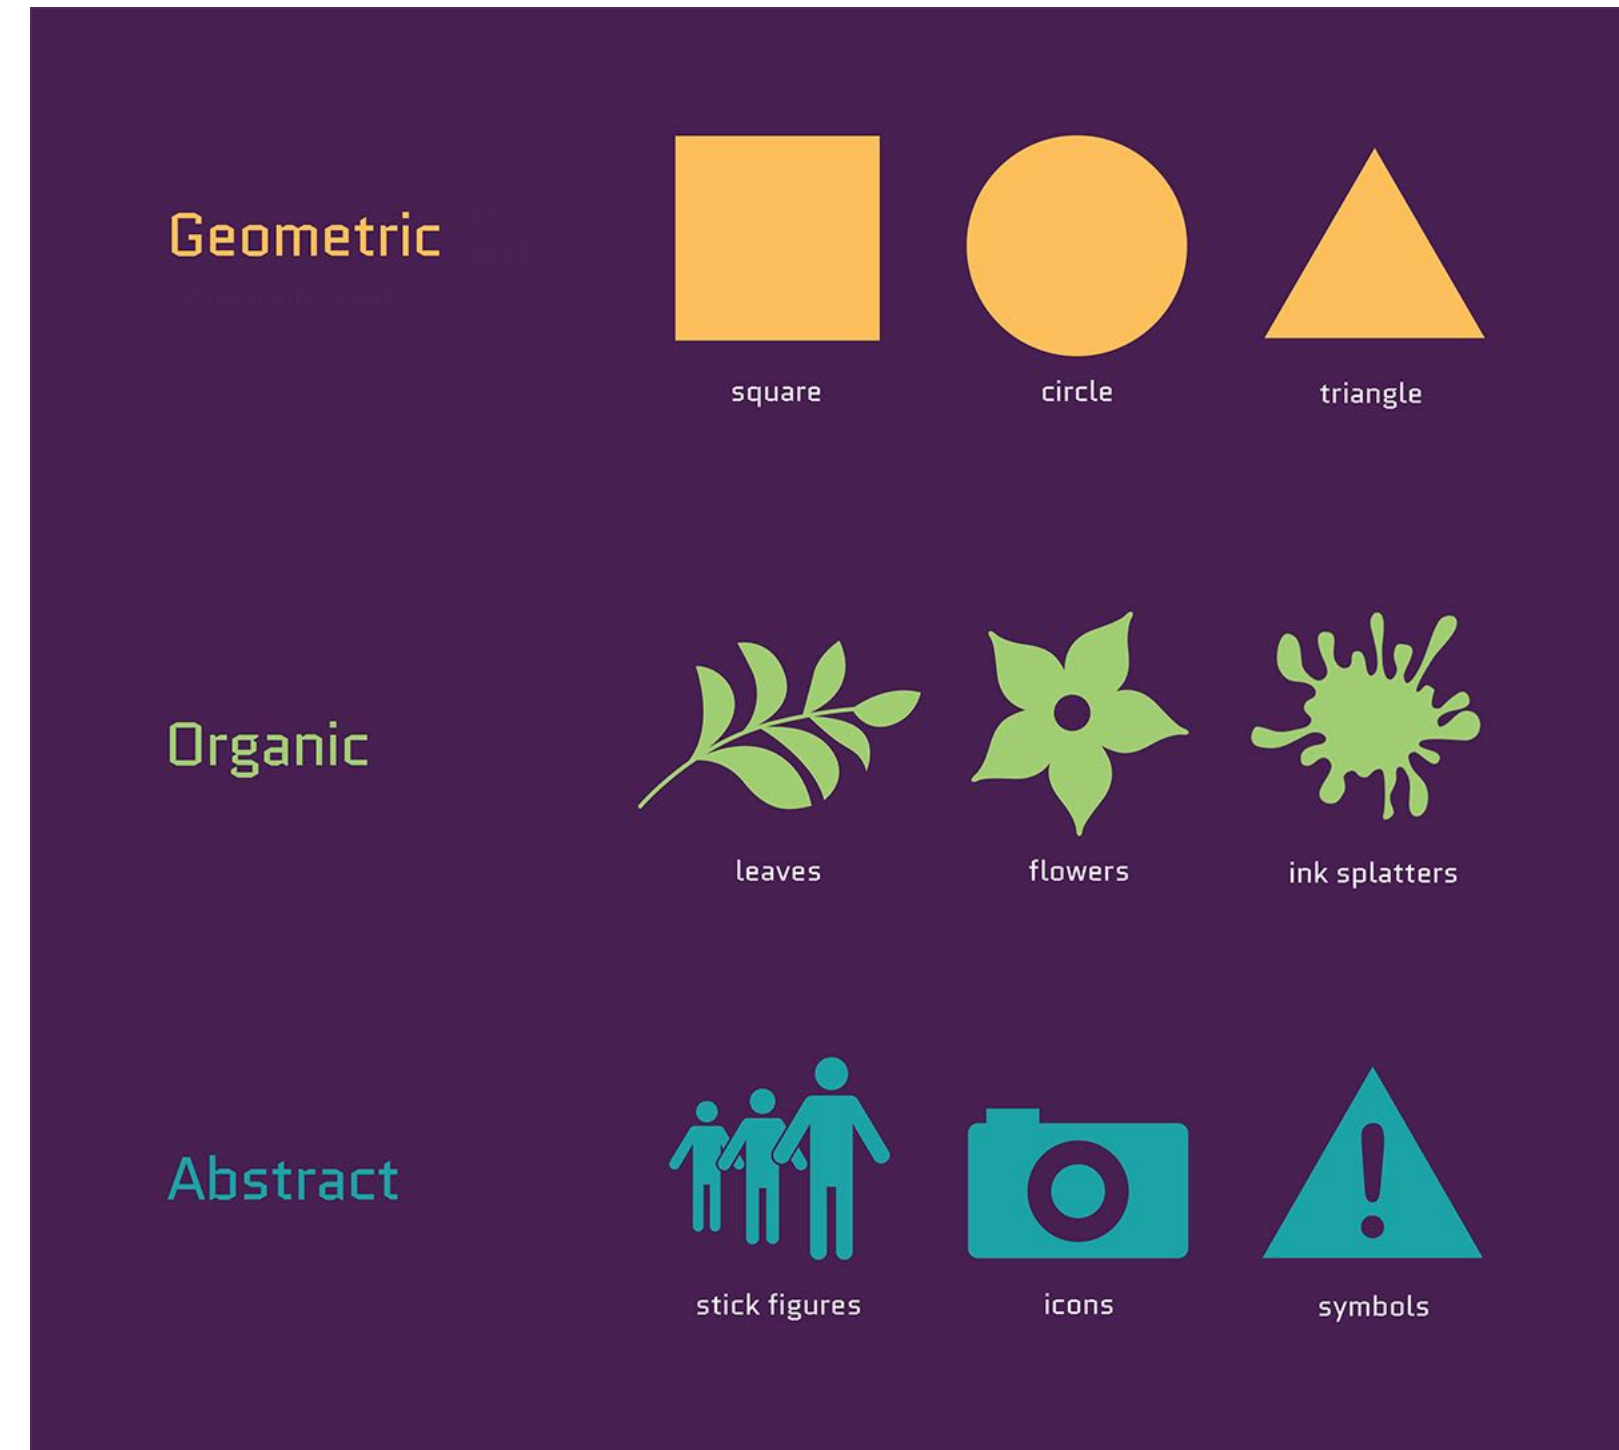 Geometric
square
circle
triangle
Organic
leaves
flowers
ink splatters
Abstract
!
stick figures
icons
symbols